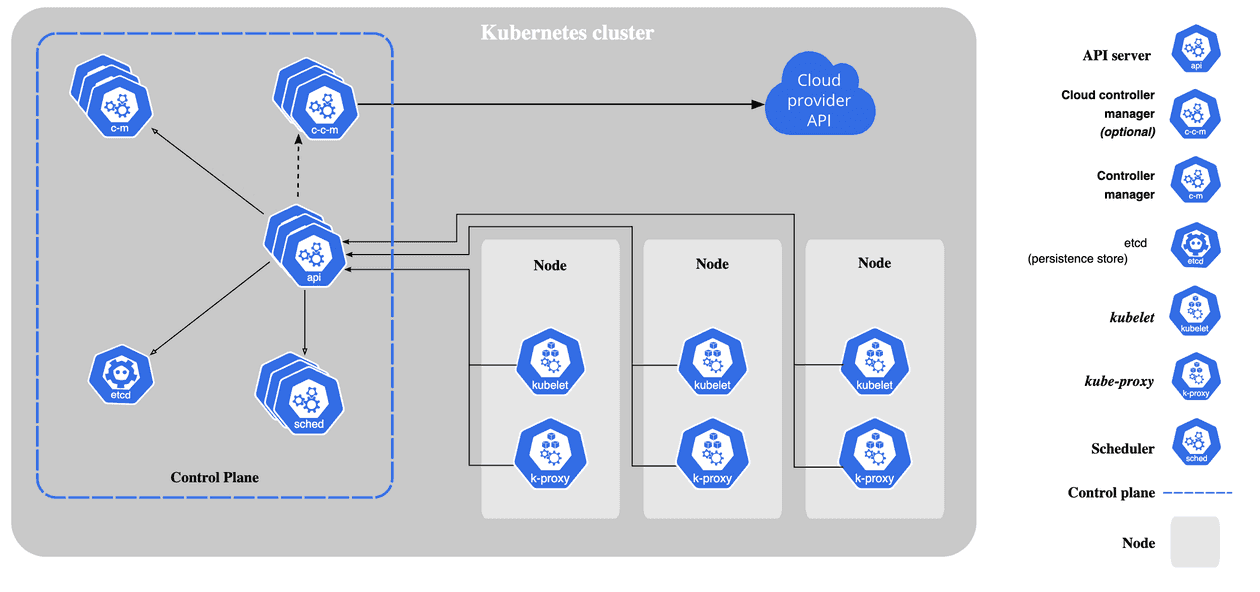 Kubernetes cluster
c-m
c-c-m
Cloud
provider
API
api
etcd
sched
Control Plane
Node
Node
Node
kubelet
kubelet
kubelet
k-proxy
k-proxy
k-proxy
API server
api
Cloud controller
manager
(optional)
c-c-m
Controller
manager
c-m
etcd
(persistence store)
etcd
kubelet
kubelet
kube-proxy
k-proxy
Scheduler
sched
Control plane
Node